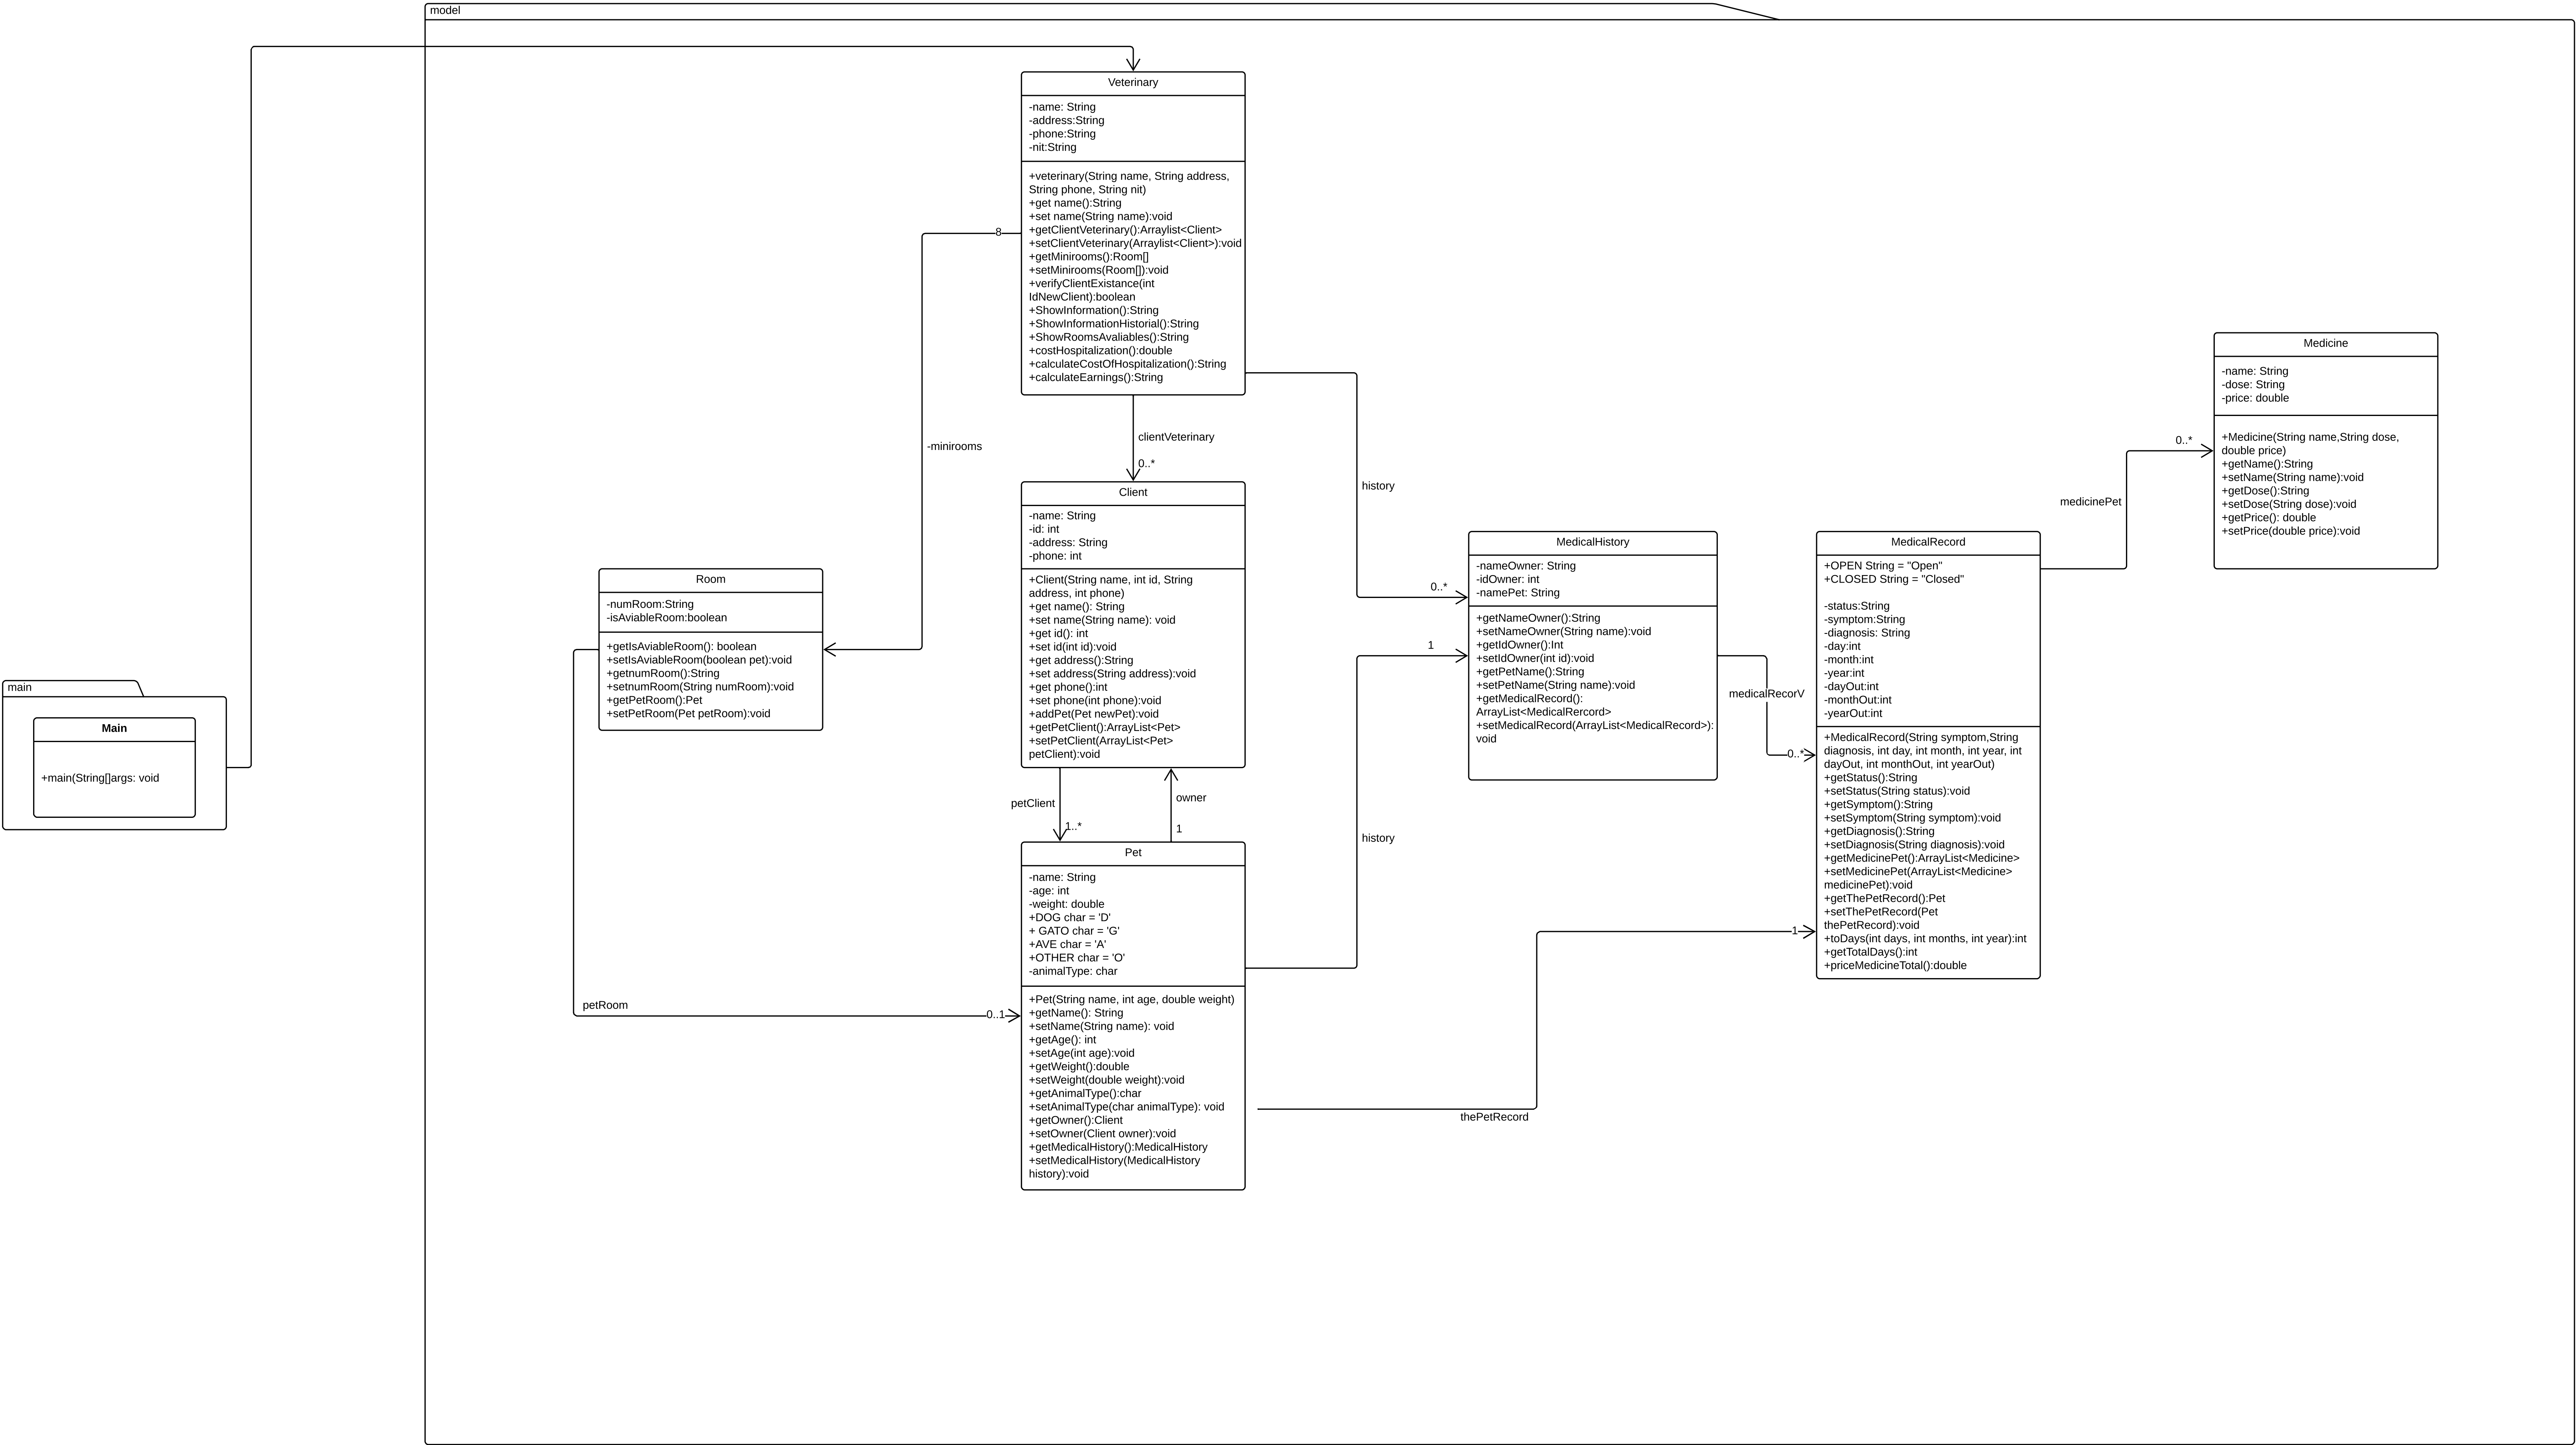 model
Veterinary
-name: String
-address:String
-phone:String
-nit:String
+veterinary(String name, String address,
String phone, String nit)
+get name():String
+set name(String name):void
+getClientVeterinary():Araylist<Client>
+setClientVeterinary(Arraylist<Client>):void
+getMinirooms():Room[]
+setMinirooms(Room[]):void
+verifyClientExistance(int
IdNewClient):boolean
+ShowInformation():String
+ShowInformationHistorial():String
+ShowRoomsAvaliables():String
+costHospitalization():double
+calculateCostOfHospitalization():String
+calculateEarnings():String
8
-minirooms
clientVeterinary
0..*
history
0..*
Client
-name: String
-id: int
-address: String
-phone: int
+Client(String name, int id, String
address, int phone)
+get name(): String
+set name(String name): void
+get id(): int
+set id(int id):void
+get address():String
+set address(String address):void
+get phone():int
+set phone(int phone):void
+addPet(Pet newPet):void
+getPetClient():ArrayList<Pet>
+setPetClient(ArrayList<Pet>
petClient):void
Room
-numRoom:String
-isAviableRoom:boolean
+getIsAviableRoom(): boolean
+setIsAviableRoom(boolean pet):void
+getnumRoom():String
+setnumRoom(String numRoom):void
+getPetRoom():Pet
+setPetRoom(Pet petRoom):void
main
Main
+main(String[]args: void
petClient
1..*
owner
1
petRoom
0..1
Pet
-name: String
-age: int
-weight: double
+DOG char = 'D'
+ GATO char = 'G'
+AVE char = 'A'
+OTHER char = 'O'
-animalType: char
+Pet(String name, int age, double weight)
+getName(): String
+setName(String name): void
+getAge(): int
+setAge(int age):void
+getWeight():double
+setWeight(double weight):void
+getAnimalType():char
+setAnimalType(char animalType): void
+getOwner():Client
+setOwner(Client owner):void
+getMedicalHistory():MedicalHistory
+setMedicalHistory(MedicalHistory
history):void
history
1
thePetRecord
1
MedicalHistory
-nameOwner: String
-idOwner: int
-namePet: String
+getNameOwner():String
+setNameOwner(String name):void
+getIdOwner():Int
+setIdOwner(int id):void
+getPetName():String
+setPetName(String name):void
+getMedicalRecord():
ArrayList<MedicalRercord>
+setMedicalRecord(ArrayList<MedicalRecord>):
void
medicalRecorV
0..*
MedicalRecord
+OPEN String = "Open"
+CLOSED String = "Closed"
-status:String
-symptom:String
-diagnosis: String
-day:int
-month:int
-year:int
-dayOut:int
-monthOut:int
-yearOut:int
+MedicalRecord(String symptom,String
diagnosis, int day, int month, int year, int
dayOut, int monthOut, int yearOut)
+getStatus():String
+setStatus(String status):void
+getSymptom():String
+setSymptom(String symptom):void
+getDiagnosis():String
+setDiagnosis(String diagnosis):void
+getMedicinePet():ArrayList<Medicine>
+setMedicinePet(ArrayList<Medicine>
medicinePet):void
+getThePetRecord():Pet
+setThePetRecord(Pet
thePetRecord):void
+toDays(int days, int months, int year):int
+getTotalDays():int
+priceMedicineTotal():double
medicinePet
0..*
Medicine
-name: String
-dose: String
-price: double
+Medicine(String name,String dose,
double price)
+getName():String
+setName(String name):void
+getDose():String
+setDose(String dose):void
+getPrice(): double
+setPrice(double price):void